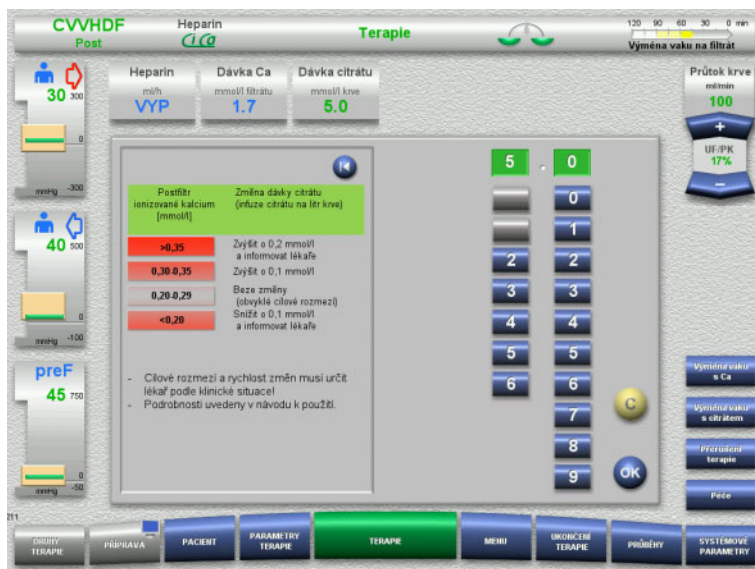 CVVHDF
Post
Heparin
Ci Ca
Terapie
120 90 60 30 0 min
Výměna vaku na filtrát
30 300
0
mmHg -300
40 500
0
mmHg -100
preF
45 750
0
mmHg -50
Heparin
ml/h
VYP
Dávka Ca
mmol/l filtrátu
1.7
Dávka citrátu
mmol/l krve
5.0
Průtok krve
ml/min
100
+
UF/PK
17%
−
Postfiltr
ionizované kalcium
[mmol/l]
Změna dávky citrátu
(infuze citrátu na litr krve)
>0,35
Zvýšit o 0,2 mmol/l
a informovat lékaře
0,30-0,35
Zvýšit o 0,1 mmol/l
0,20-0,29
Beze změny
(obvyklé cílové rozmezí)
<0,20
Snížit o 0,1 mmol/l
a informovat lékaře
- Cílové rozmezí a rychlost změn musí určit
lékař podle klinické situace!
- Podrobnosti uvedeny v návodu k použití.
5 . 0
0
1
2 2
3 3
4 4
5 5
6 6
7
8
9
C
OK
Výměna vaku
s Ca
Výměna vaku
s citrátem
Přerušení
terapie
Péče
211
DRUHY
TERAPIE
PŘÍPRAVA
PACIENT
PARAMETRY
TERAPIE
TERAPIE
MENU
UKONČENÍ
TERAPIE
PRŮBĚHY
SYSTÉMOVÉ
PARAMETRY